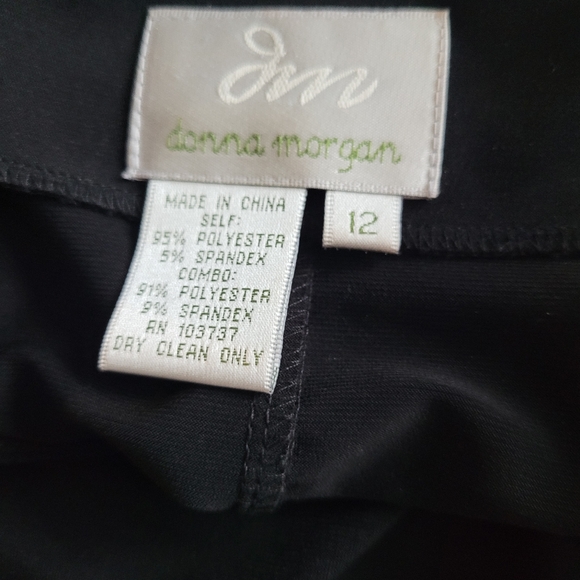 dm
donna morgan
12
MADE IN CHINA
SELF:
95% POLYESTER
5% SPANDEX
COMBO:
91% POLYESTER
9% SPANDEX
RN 103737
DRY CLEAN ONLY